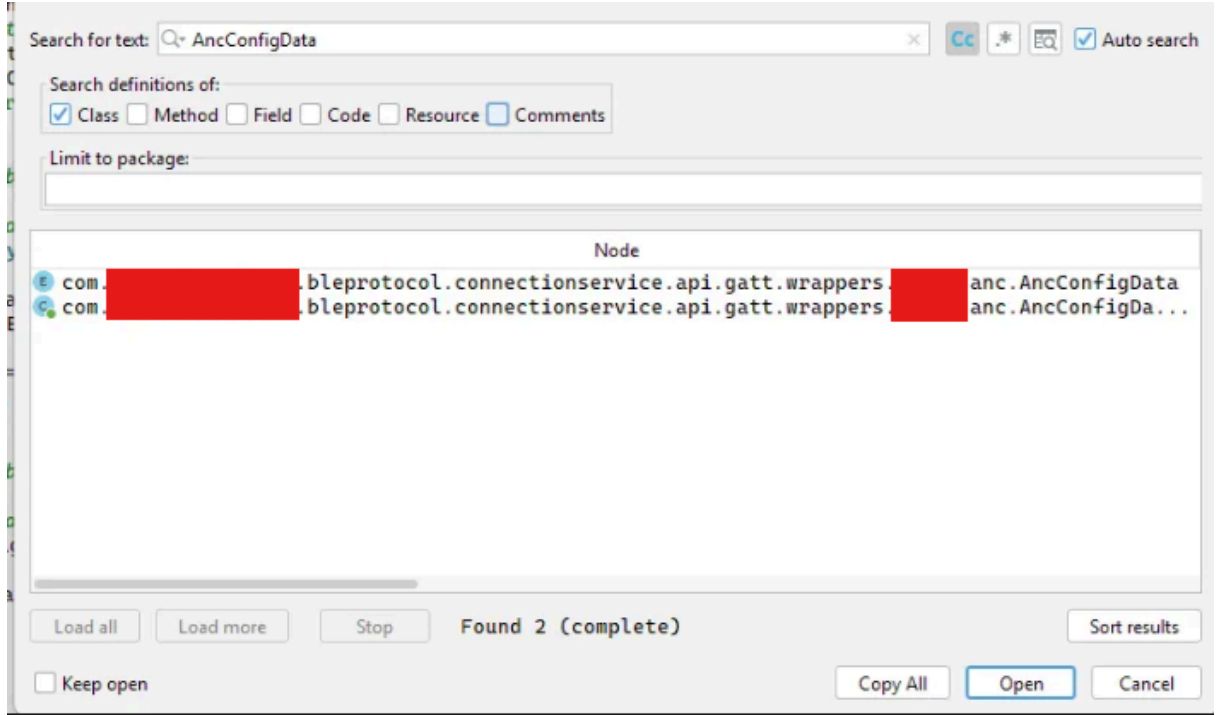 Search for text: AncConfigData Cc .* Auto search
Search definitions of:
Class Method Field Code Resource Comments
Limit to package:
Node
E com. .bleprotocol.connectionservice.api.gatt.wrappers. anc.AncConfigData
C com. .bleprotocol.connectionservice.api.gatt.wrappers. anc.AncConfigDa...
Load all Load more Stop Found 2 (complete) Sort results
Keep open Copy All Open Cancel